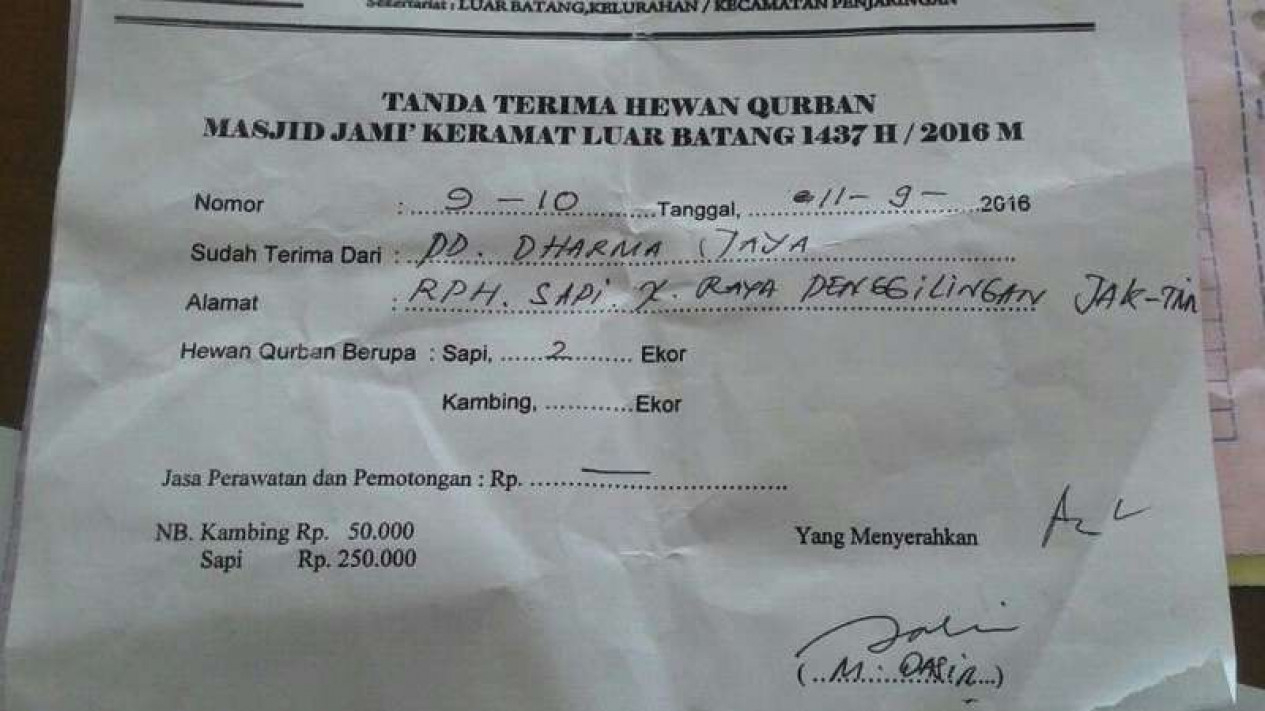 Sekertariat : LUAR BATANG, KELURAHAN / KECAMATAN PENJARINGAN
TANDA TERIMA HEWAN QURBAN
MASJID JAMI' KERAMAT LUAR BATANG 1437 H / 2016 M
Nomor : 9 - 10 Tanggal, 11 - 9 - 2016
Sudah Terima Dari : PD. DHARMA JAYA
Alamat : RPH. SAPI. RAYA PENGGILINGAN JAK-TIM
Hewan Qurban Berupa : Sapi, 2 Ekor
Kambing, ............ Ekor
Jasa Perawatan dan Pemotongan : Rp. —
NB. Kambing Rp. 50.000
Yang Menyerahkan
Sapi Rp. 250.000
(..M.....)